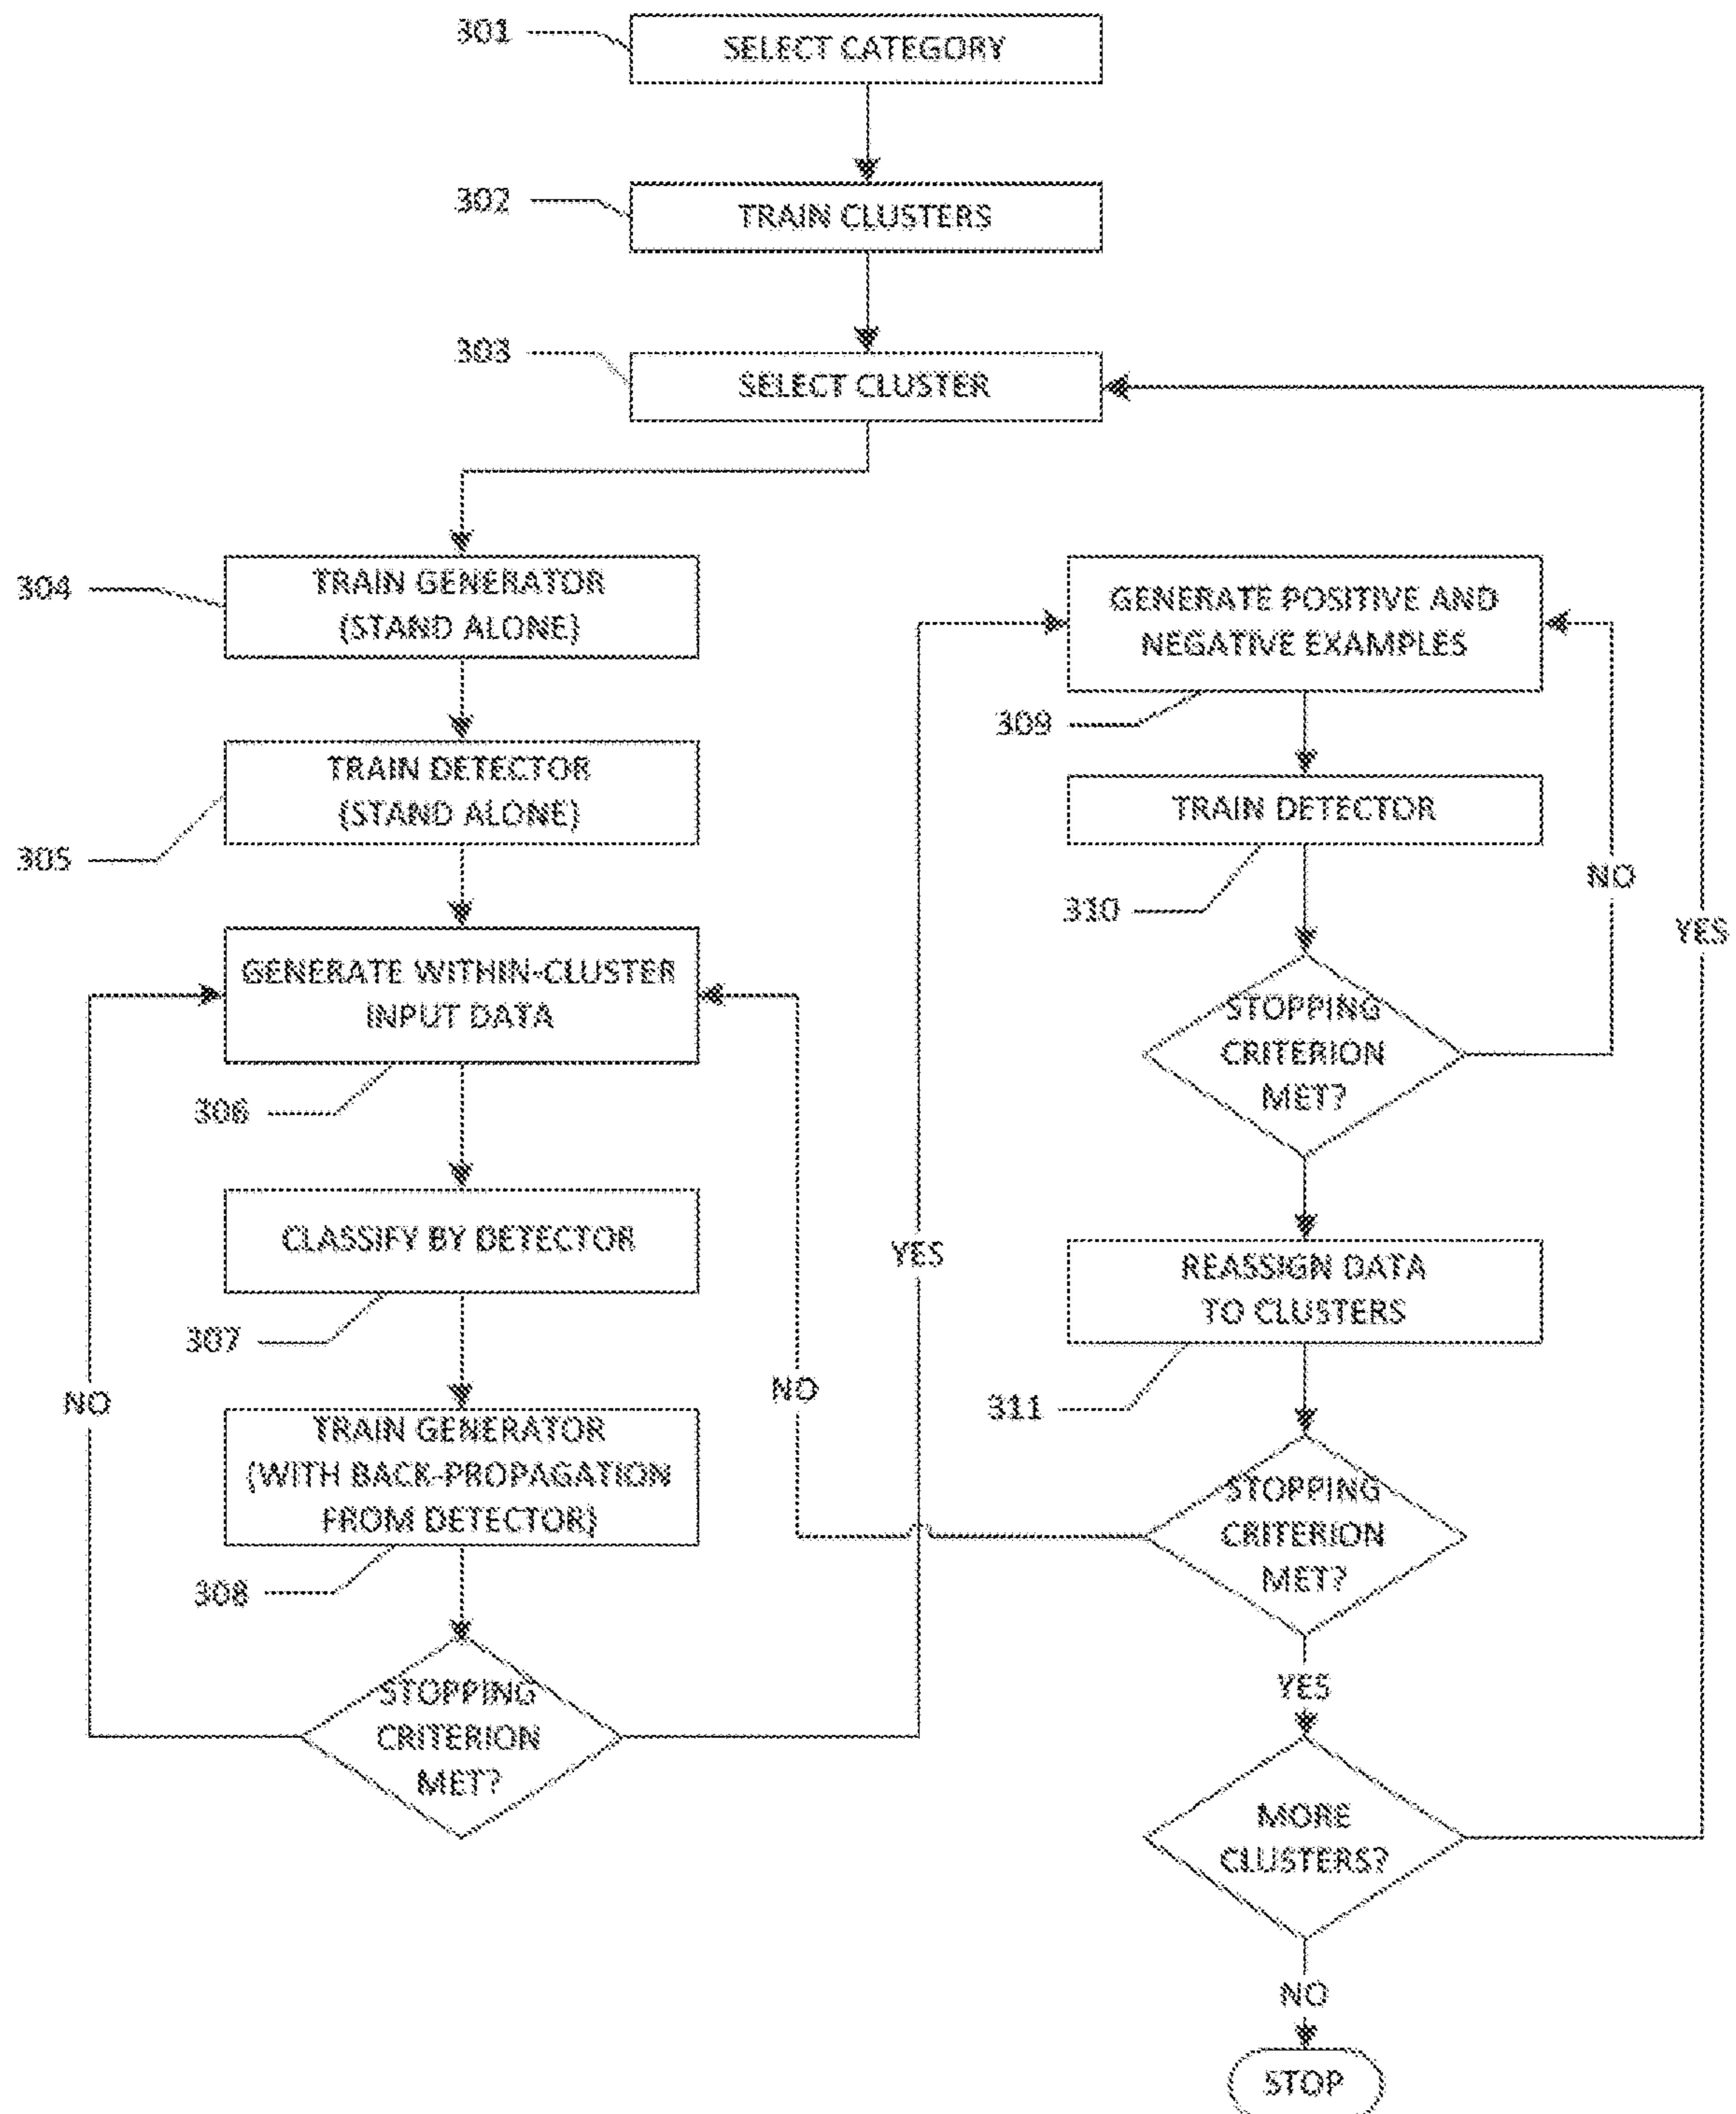 301
SELECT CATEGORY
302
TRAIN CLUSTERS
303
SELECT CLUSTER
304
TRAIN GENERATOR
(STAND ALONE)
305
TRAIN DETECTOR
(STAND ALONE)
GENERATE WITHIN-CLUSTER
INPUT DATA
306
CLASSIFY BY DETECTOR
307
TRAIN GENERATOR
(WITH BACK-PROPAGATION
FROM DETECTOR)
308
STOPPING
CRITERION
MET?
NO
YES
GENERATE POSITIVE AND
NEGATIVE EXAMPLES
309
TRAIN DETECTOR
310
STOPPING
CRITERION
MET?
NO
REASSIGN DATA
TO CLUSTERS
311
STOPPING
CRITERION
MET?
NO
YES
MORE
CLUSTERS?
YES
NO
STOP